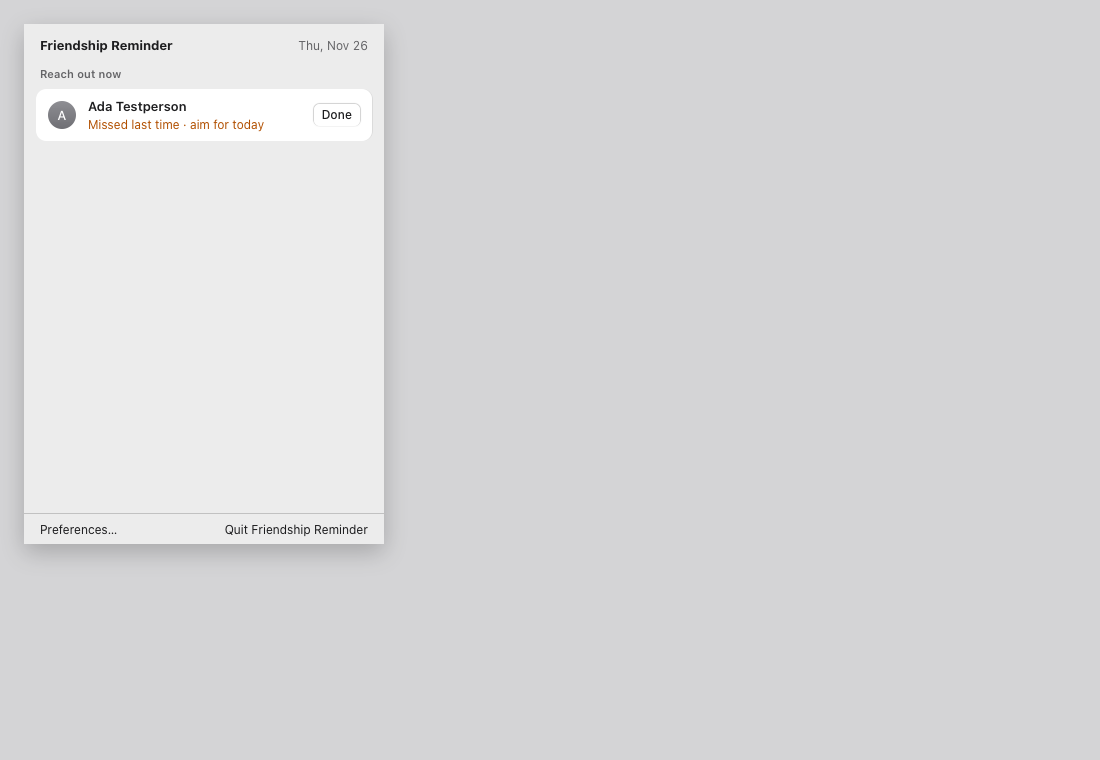 Friendship Reminder
Thu, Nov 26
Reach out now
A
Ada Testperson
Missed last time · aim for today
Done
Preferences...
Quit Friendship Reminder